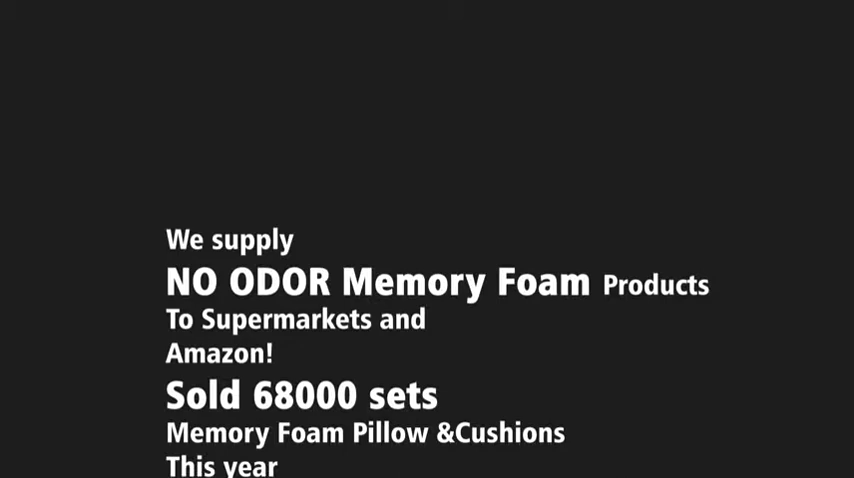 We supply
NO ODOR Memory Foam Products
To Supermarkets and
Amazon!
Sold 68000 sets
Memory Foam Pillow &Cushions
This year